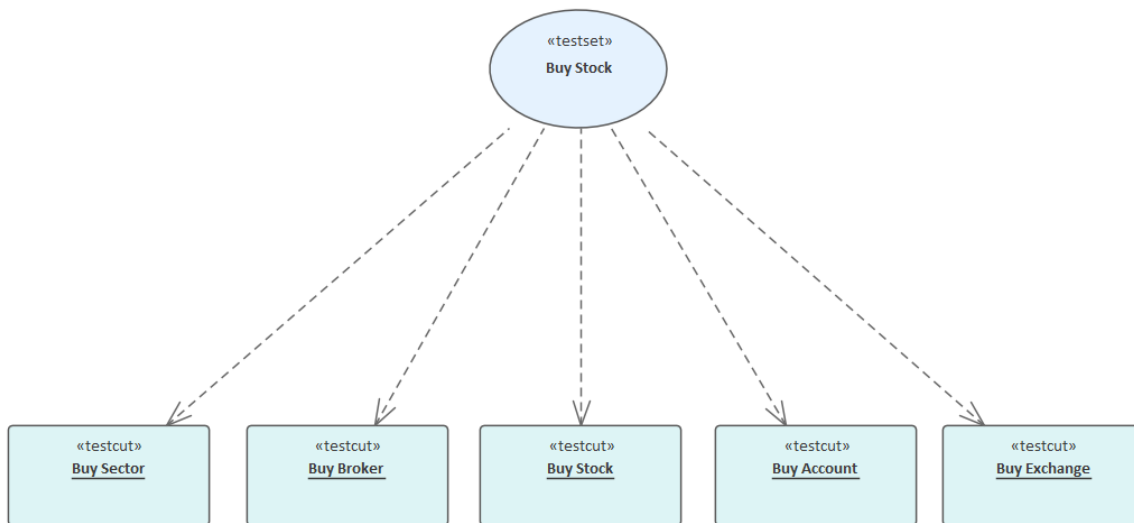 «testset»
Buy Stock
«testcut»
Buy Sector
«testcut»
Buy Broker
«testcut»
Buy Stock
«testcut»
Buy Account
«testcut»
Buy Exchange